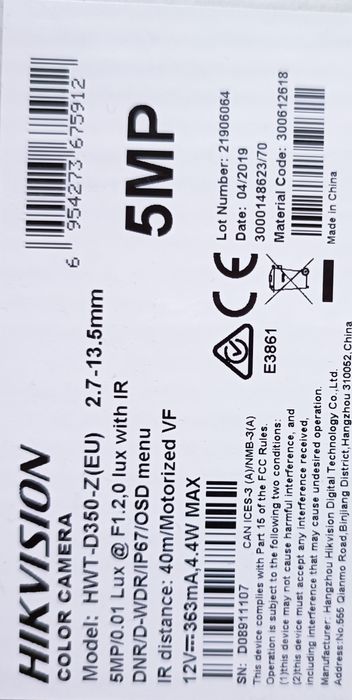 HIKVISION
COLOR CAMERA
Model: HWT-D350-Z(EU) 2.7-13.5mm
5MP/0.01 Lux @ F1.2,0 lux with IR
DNR/D-WDR/IP67/OSD menu
IR distance: 40m/Motorized VF
12V⎓363mA,4.4W MAX
6 954273 675912
5MP
SN: D08911107
CAN ICES-3 (A)/NMB-3(A)
This device complies with Part 15 of the FCC Rules.
Operation is subject to the following two conditions:
(1)this device may not cause harmful interference, and
(2)this device must accept any interference received,
including interference that may cause undesired operation.
Manufacturer: Hangzhou Hikvision Digital Technology Co.,Ltd.
Address:No.555 Qianmo Road,Binjiang District,Hangzhou 310052,China
CE
E3861
Lot Number: 21906064
Date: 04/2019
3000148623/70
Material Code: 300612618
Made in China